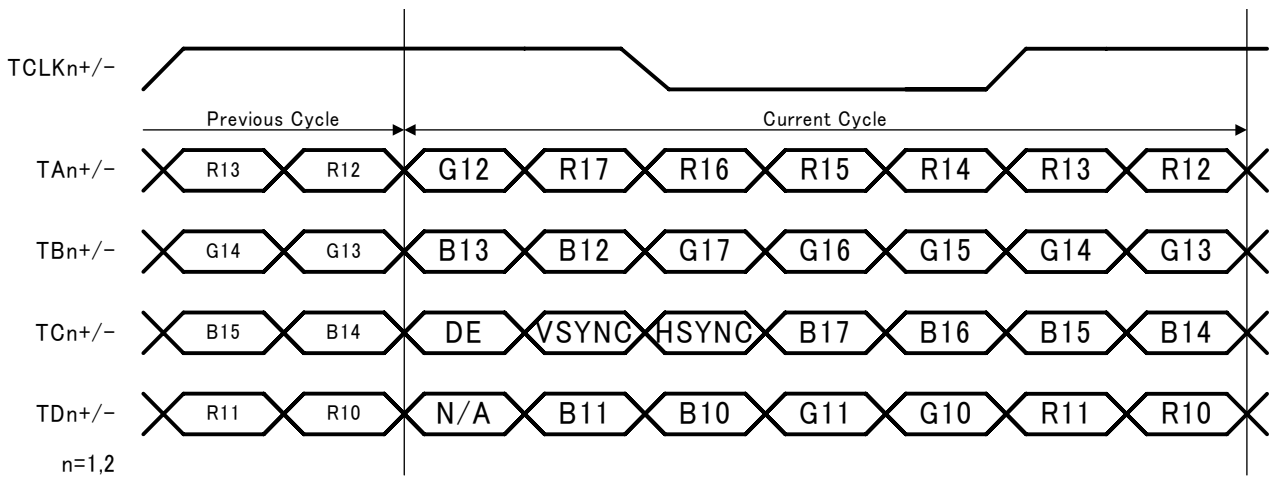 TCLKn+/-
Previous Cycle Current Cycle
TAn+/- R13 R12 G12 R17 R16 R15 R14 R13 R12
TBn+/- G14 G13 B13 B12 G17 G16 G15 G14 G13
TCn+/- B15 B14 DE VSYNC HSYNC B17 B16 B15 B14
TDn+/- R11 R10 N/A B11 B10 G11 G10 R11 R10
n=1,2